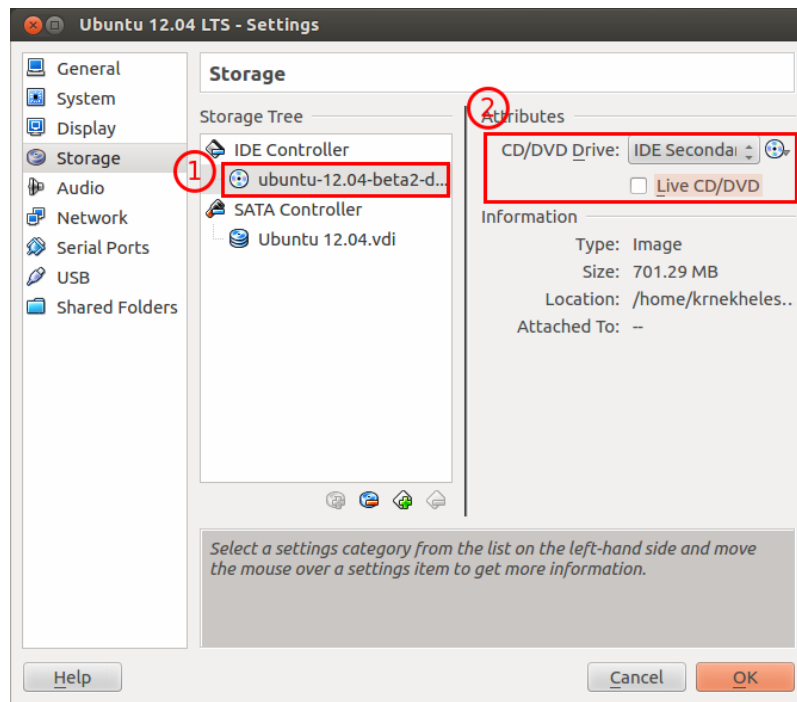 Ubuntu 12.04 LTS - Settings
General
System
Display
Storage
Audio
Network
Serial Ports
USB
Shared Folders
Storage
Storage Tree
IDE Controller
1
ubuntu-12.04-beta2-d...
SATA Controller
Ubuntu 12.04.vdi
2
Attributes
CD/DVD Drive: IDE Seconda
Live CD/DVD
Information
Type: Image
Size: 701.29 MB
Location: /home/krnekheles..
Attached To: --
Select a settings category from the list on the left-hand side and move
the mouse over a settings item to get more information.
Help
Cancel
OK